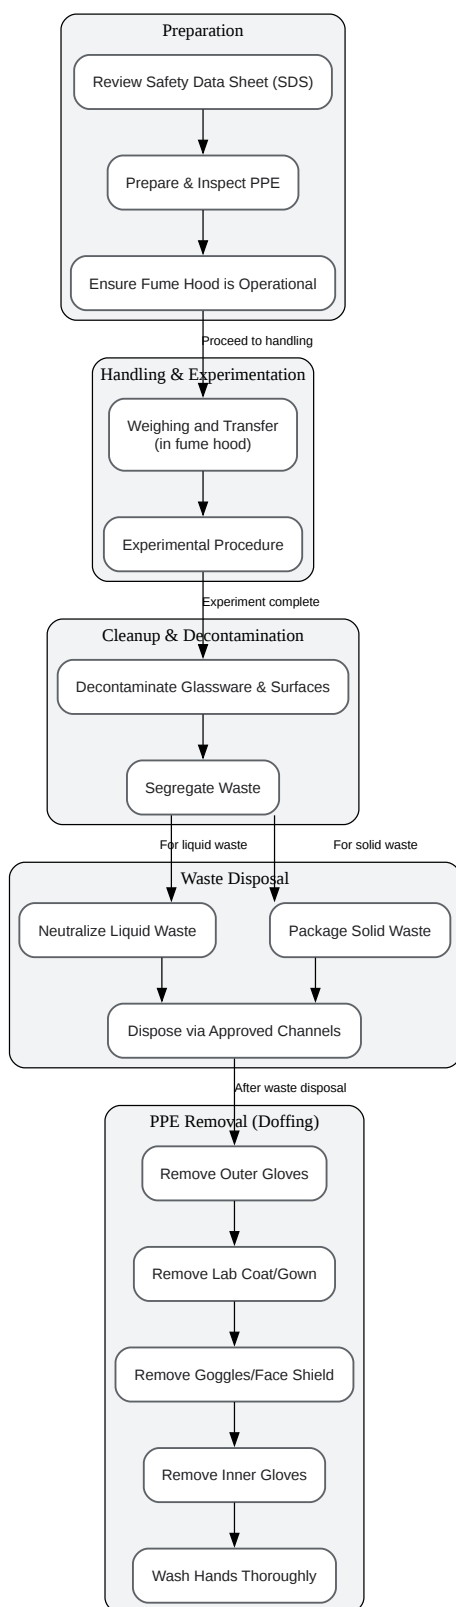 Preparation
Review Safety Data Sheet (SDS)
Prepare & Inspect PPE
Ensure Fume Hood is Operational
Proceed to handling
Handling & Experimentation
Weighing and Transfer
(in fume hood)
Experimental Procedure
Experiment complete
Cleanup & Decontamination
Decontaminate Glassware & Surfaces
Segregate Waste
For liquid waste
For solid waste
Waste Disposal
Neutralize Liquid Waste
Package Solid Waste
Dispose via Approved Channels
After waste disposal
PPE Removal (Doffing)
Remove Outer Gloves
Remove Lab Coat/Gown
Remove Goggles/Face Shield
Remove Inner Gloves
Wash Hands Thoroughly